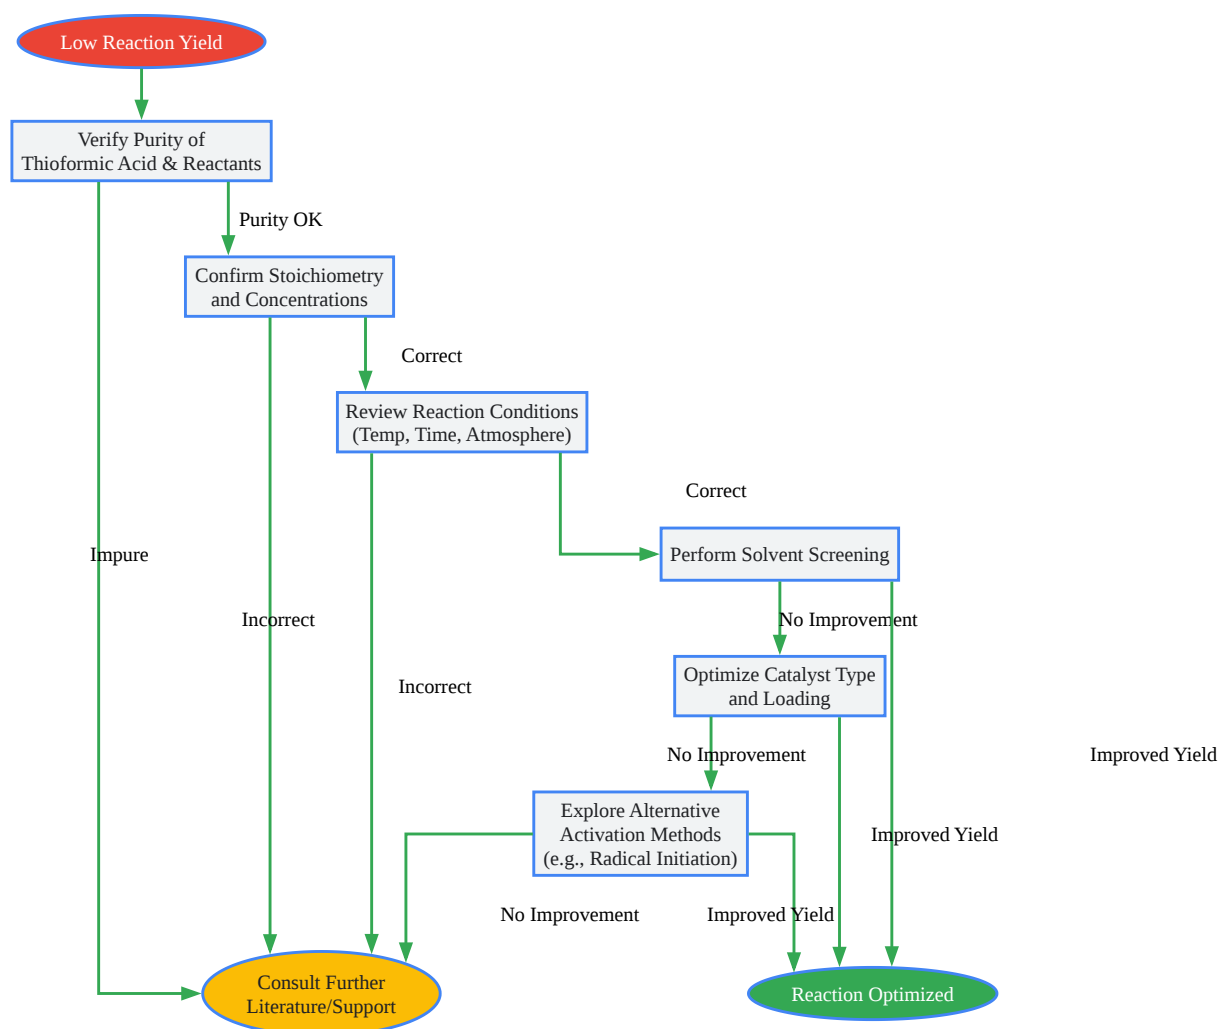 Low Reaction Yield
Verify Purity of
Thioformic Acid & Reactants
Purity OK
Confirm Stoichiometry
and Concentrations
Correct
Review Reaction Conditions
(Temp, Time, Atmosphere)
Correct
Impure
Perform Solvent Screening
Incorrect
No Improvement
Incorrect
Optimize Catalyst Type
and Loading
No Improvement
Improved Yield
Explore Alternative
Activation Methods
(e.g., Radical Initiation)
Improved Yield
No Improvement
Improved Yield
Consult Further
Literature/Support
Reaction Optimized